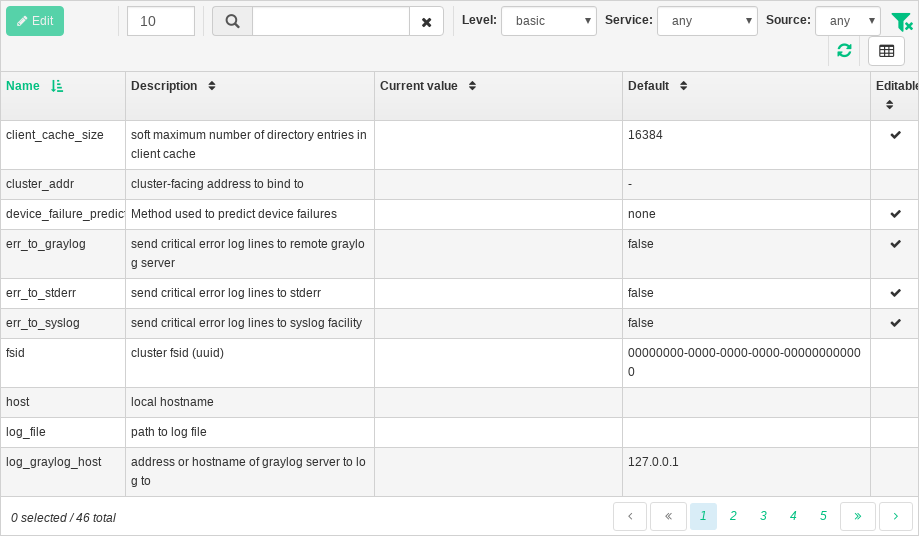 Edit
10
Level: basic Service: any Source: any
Name Description Current value Default Editable
client_cache_size soft maximum number of directory entries in 16384
client cache
cluster_addr cluster-facing address to bind to -
device_failure_predict Method used to predict device failures none
err_to_graylog send critical error log lines to remote graylo false
g server
err_to_stderr send critical error log lines to stderr false
err_to_syslog send critical error log lines to syslog facility false
fsid cluster fsid (uuid) 00000000-0000-0000-0000-00000000000
0
host local hostname
log_file path to log file
log_graylog_host address or hostname of graylog server to lo 127.0.0.1
g to
0 selected / 46 total ‹ « 1 2 3 4 5 » ›